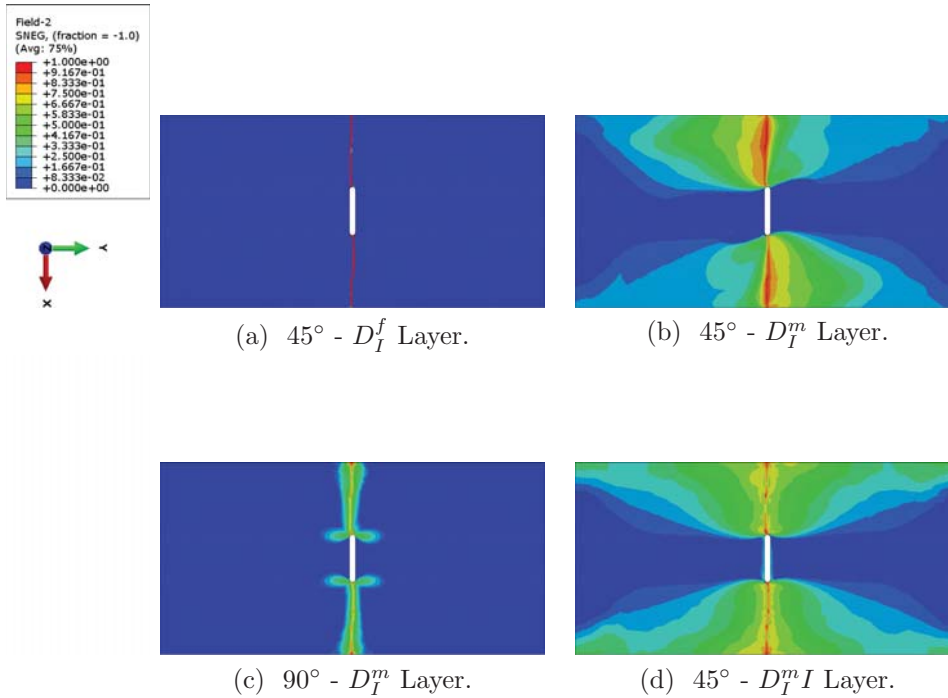 Field-2
SNEG, (fraction = -1.0)
(Avg: 75%)
+1.000e+00
+9.167e-01
+8.333e-01
+7.500e-01
+6.667e-01
+5.833e-01
+5.000e-01
+4.167e-01
+3.333e-01
+2.500e-01
+1.667e-01
+8.333e-02
+0.000e+00
Z
Y
X
(a) 45° - D_I^f Layer.
(b) 45° - D_I^m Layer.
(c) 90° - D_I^m Layer.
(d) 45° - D_I^m I Layer.